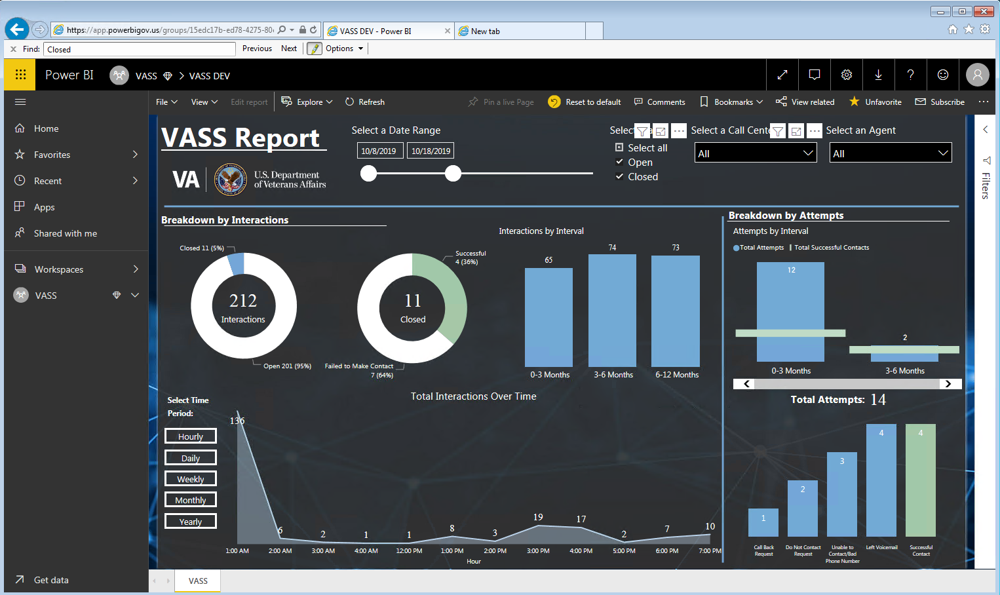 https://app.powerbigov.us/groups/15edc17b-ed78-4275-80
VASS DEV - Power BI
New tab
Find:
Closed
Previous
Next
Options
Power BI
VASS
VASS DEV
File
View
Edit report
Explore
Refresh
Pin a live Page
Reset to default
Comments
Bookmarks
View related
Unfavorite
Subscribe
Home
Favorites
Recent
Apps
Shared with me
Workspaces
VASS
Get data
VASS Report
VA
U.S. Department
of Veterans Affairs
Select a Date Range
10/8/2019
10/18/2019
Select all
Open
Closed
Select a Call Cente
All
Select an Agent
All
Filters
Breakdown by Interactions
Closed 11 (5%)
212
Interactions
Open 201 (95%)
Successful
4 (36%)
11
Closed
Failed to Make Contact
7 (64%)
Interactions by Interval
65
74
73
0-3 Months
3-6 Months
6-12 Months
Breakdown by Attempts
Attempts by Interval
Total Attempts
Total Successful Contacts
12
2
0-3 Months
3-6 Months
Total Attempts: 14
1
2
3
4
4
Call Back
Request
Do Not Contact
Request
Unable to
Contact/Bad
Phone Number
Left Voicemail
Successful
Contact
Select Time
Period:
Hourly
Daily
Weekly
Monthly
Yearly
Total Interactions Over Time
136
6
2
1
1
8
3
19
17
2
7
10
1:00 AM
2:00 AM
3:00 AM
4:00 AM
12:00 PM
1:00 PM
2:00 PM
3:00 PM
4:00 PM
5:00 PM
6:00 PM
7:00 PM
Hour
VASS